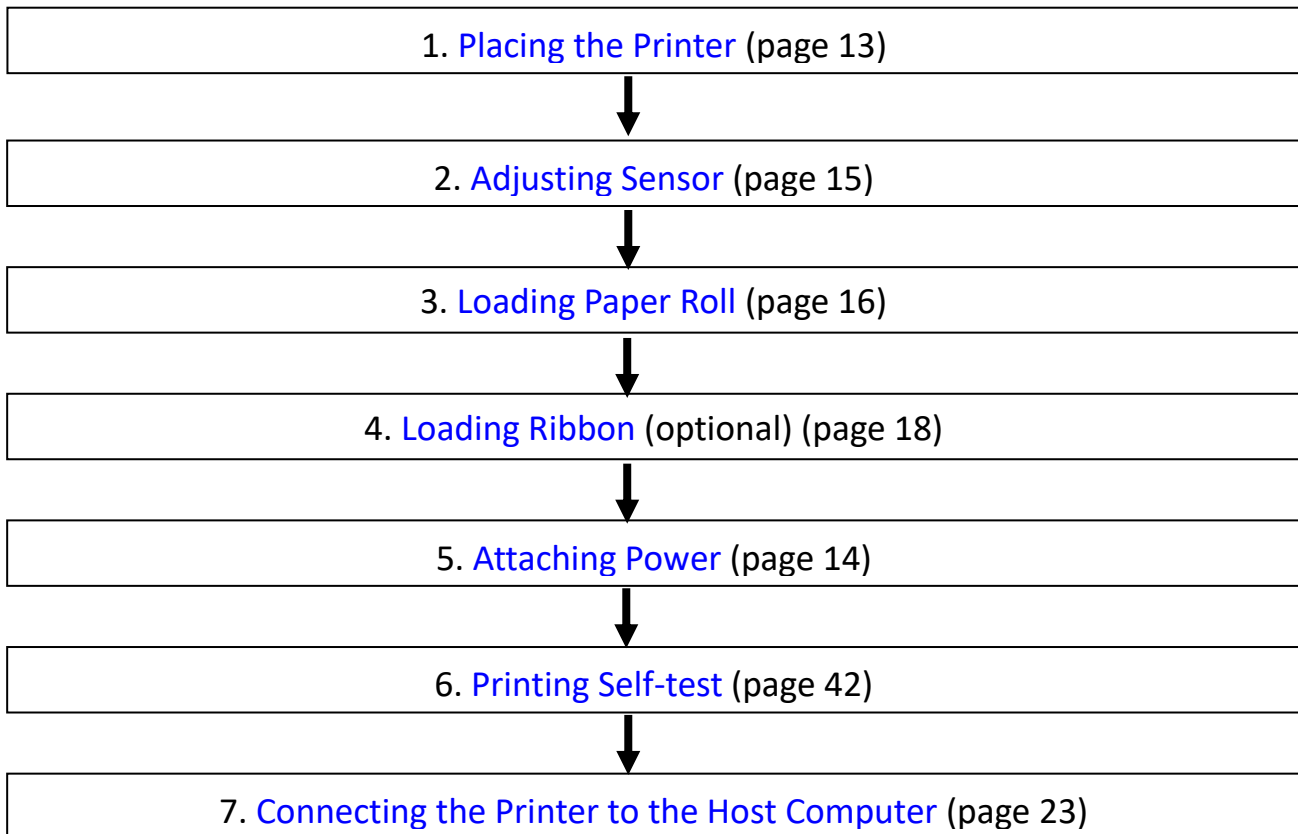 1. Placing the Printer (page 13)
2. Adjusting Sensor (page 15)
3. Loading Paper Roll (page 16)
4. Loading Ribbon (optional) (page 18)
5. Attaching Power (page 14)
6. Printing Self-test (page 42)
7. Connecting the Printer to the Host Computer (page 23)